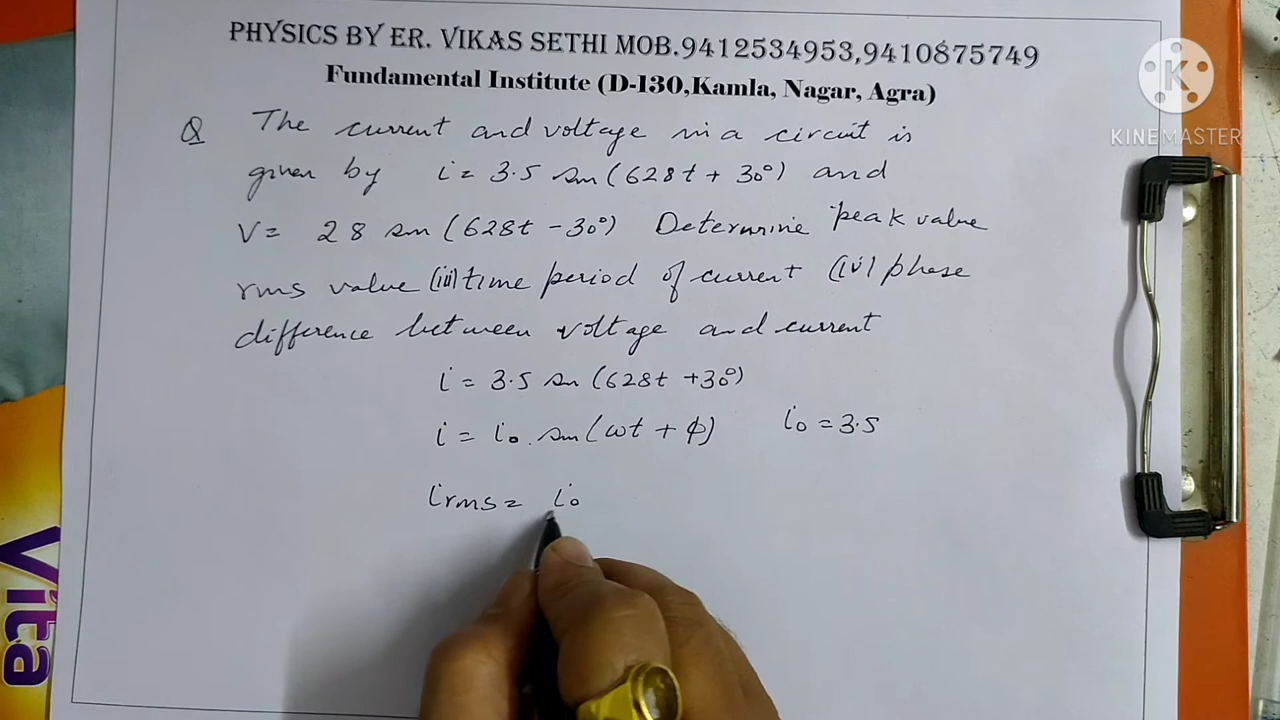 PHYSICS BY ER. VIKAS SETHI MOB.9412534953,9410875749
Fundamental Institute (D-130,Kamla, Nagar, Agra)
K
KINEMASTER
Q The current and voltage in a circuit is
given by i = 3.5 sin (628t + 30°) and
V = 28 sin (628t - 30°) Determine peak value
rms value (iii) time period of current (iv) phase
difference between voltage and current
i = 3.5 sin (628t + 30°)
i = i₀. sin (ωt + ϕ) i₀ = 3.5
irms = i₀
Vita